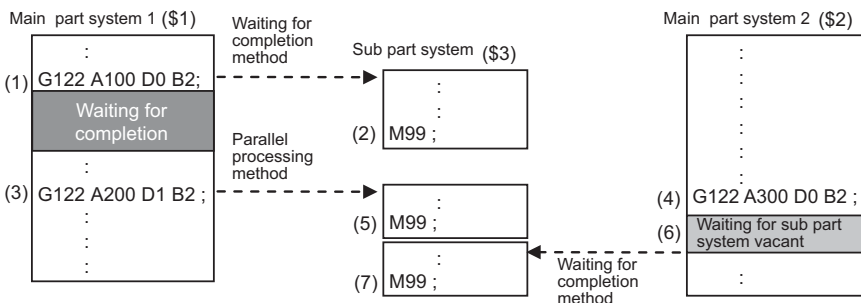 Main part system 1 ($1)
:
(1) G122 A100 D0 B2;
Waiting for
completion
:
(3) G122 A200 D1 B2 ;
:
:
:
Waiting for
completion
method
Parallel
processing
method
Sub part system ($3)
:
:
(2) M99 ;
:
(5) M99 ;
:
(7) M99 ;
Main part system 2 ($2)
:
:
:
:
:
:
:
(4) G122 A300 D0 B2 ;
(6) Waiting for sub part
system vacant
:
Waiting for
completion
method